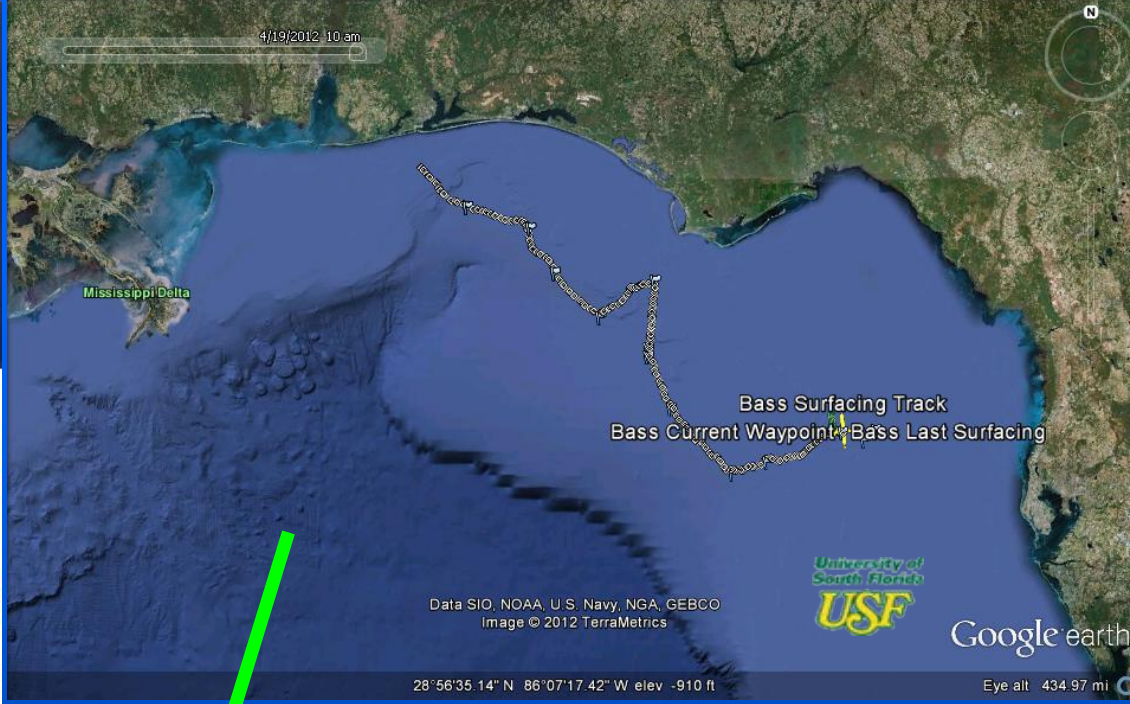 4/19/2012 10 am
N
Mississippi Delta
Bass Surfacing Track
Bass Current Waypoint Bass Last Surfacing
University of
South Florida
USF
Data SIO, NOAA, U.S. Navy, NGA, GEBCO
Image © 2012 TerraMetrics
Google earth
28°56'35.14" N 86°07'17.42" W elev -910 ft
Eye alt 434.97 mi